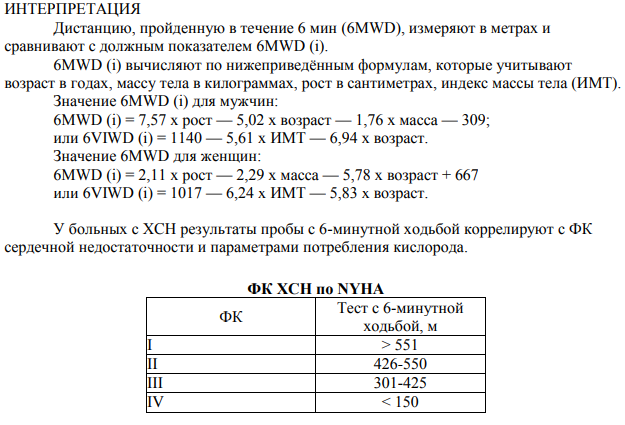 ИНТЕРПРЕТАЦИЯ
Дистанцию, пройденную в течение 6 мин (6MWD), измеряют в метрах и
сравнивают с должным показателем 6MWD (i).
6MWD (i) вычисляют по нижеприведённым формулам, которые учитывают
возраст в годах, массу тела в килограммах, рост в сантиметрах, индекс массы тела (ИМТ).
Значение 6MWD (i) для мужчин:
6MWD (i) = 7,57 х рост — 5,02 х возраст — 1,76 х масса — 309;
или 6VIWD (i) = 1140 — 5,61 х ИМТ — 6,94 х возраст.
Значение 6MWD для женщин:
6MWD (i) = 2,11 х рост — 2,29 х масса — 5,78 х возраст + 667
или 6VIWD (i) = 1017 — 6,24 х ИМТ — 5,83 х возраст.
У больных с ХСН результаты пробы с 6-минутной ходьбой коррелируют с ФК
сердечной недостаточности и параметрами потребления кислорода.
ФК ХСН по NYHA
ФК
Тест с 6-минутной
ходьбой, м
I > 551
II 426-550
III 301-425
IV < 150